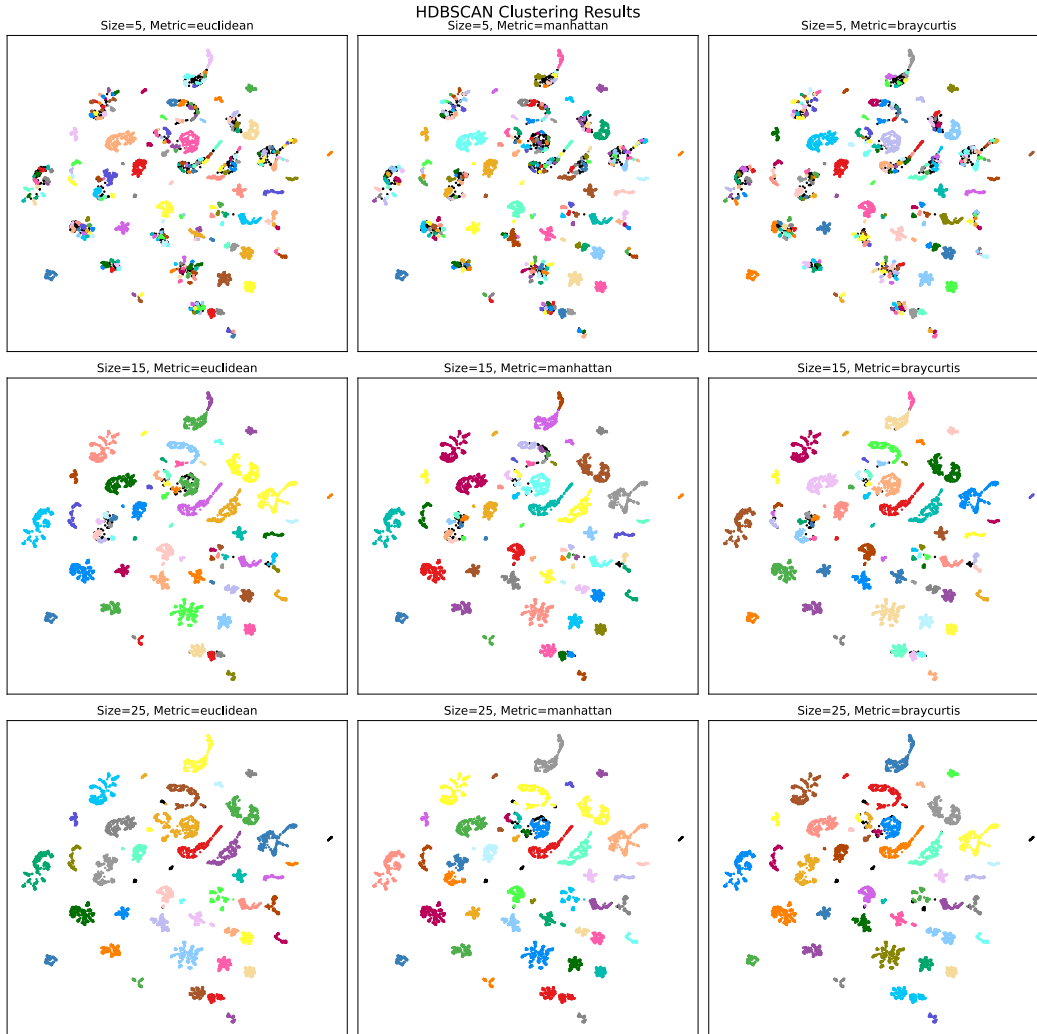 HDBSCAN Clustering Results
Size=5, Metric=euclidean
Size=5, Metric=manhattan
Size=5, Metric=braycurtis
Size=15, Metric=euclidean
Size=15, Metric=manhattan
Size=15, Metric=braycurtis
Size=25, Metric=euclidean
Size=25, Metric=manhattan
Size=25, Metric=braycurtis